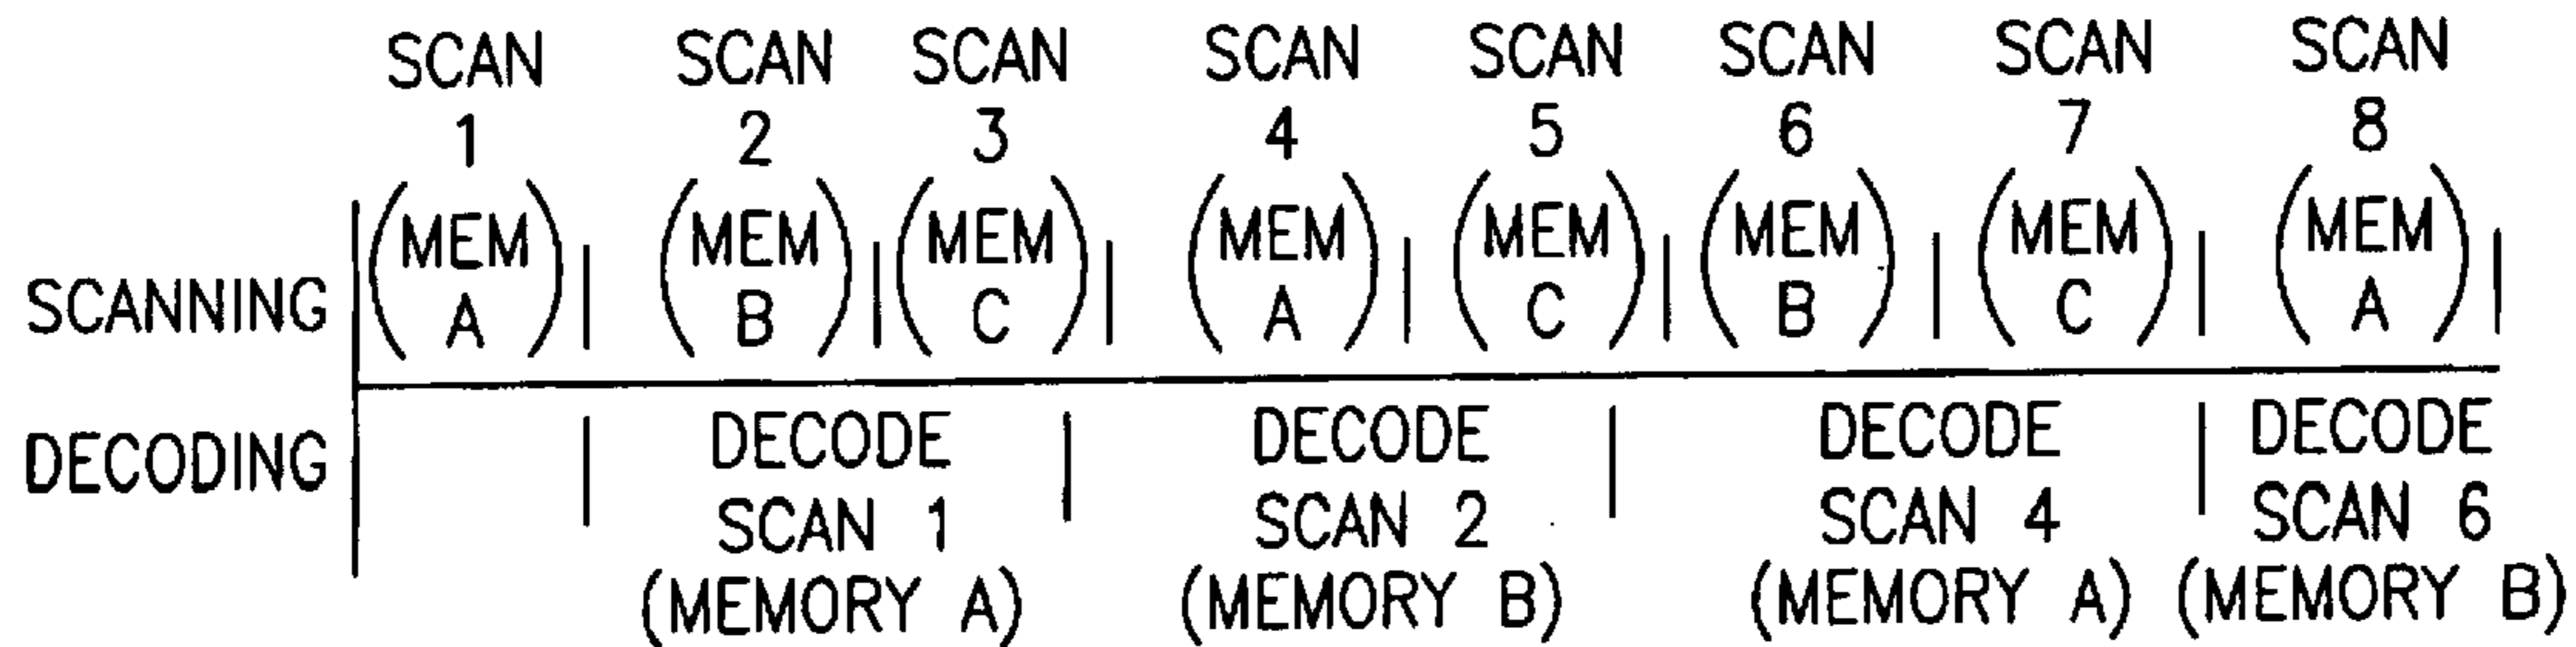 SCAN SCAN SCAN SCAN SCAN SCAN SCAN SCAN
1 2 3 4 5 6 7 8
(MEM (MEM (MEM (MEM (MEM (MEM (MEM (MEM
SCANNING A) B) C) A) C) B) C) A)
DECODING DECODE DECODE DECODE DECODE
SCAN 1 SCAN 2 SCAN 4 SCAN 6
(MEMORY A) (MEMORY B) (MEMORY A) (MEMORY B)